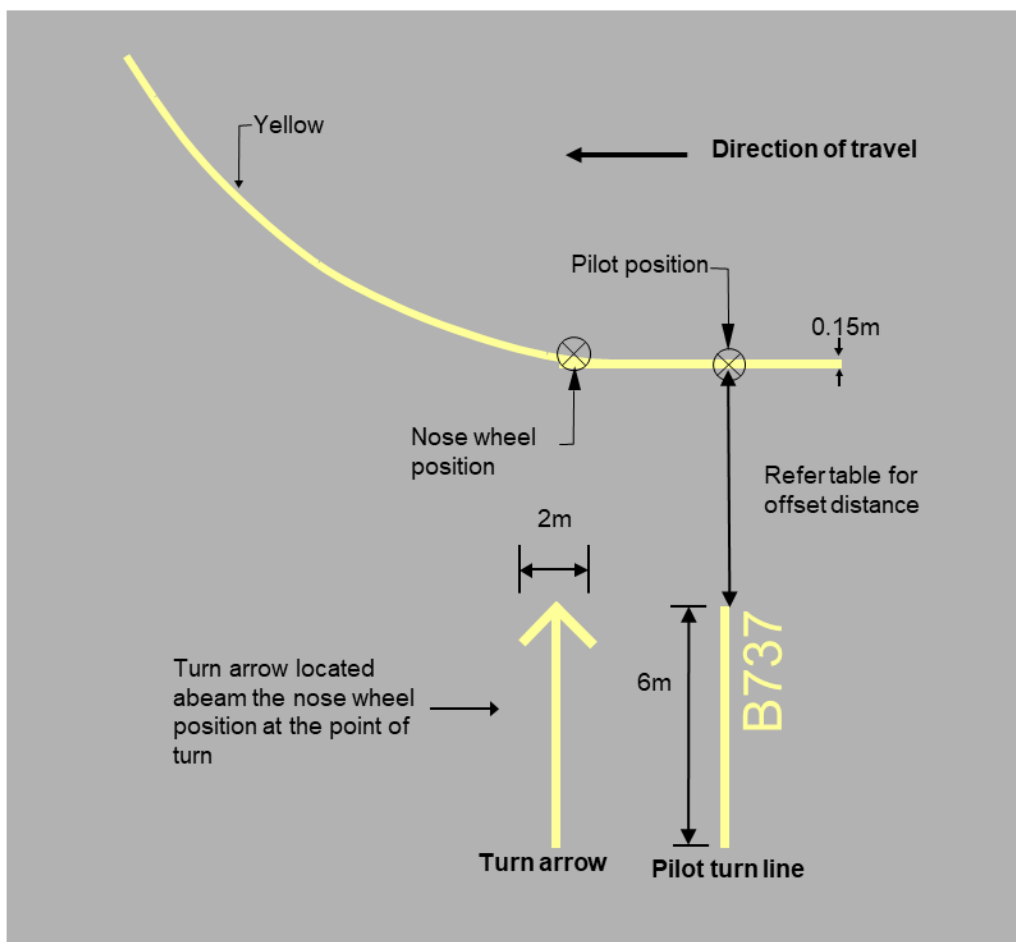 Yellow
Direction of travel
Pilot position
0.15m
Nose wheel
position
Refer table for
offset distance
2m
Turn arrow located
abeam the nose wheel
position at the point of
turn
6m
B737
Turn arrow
Pilot turn line